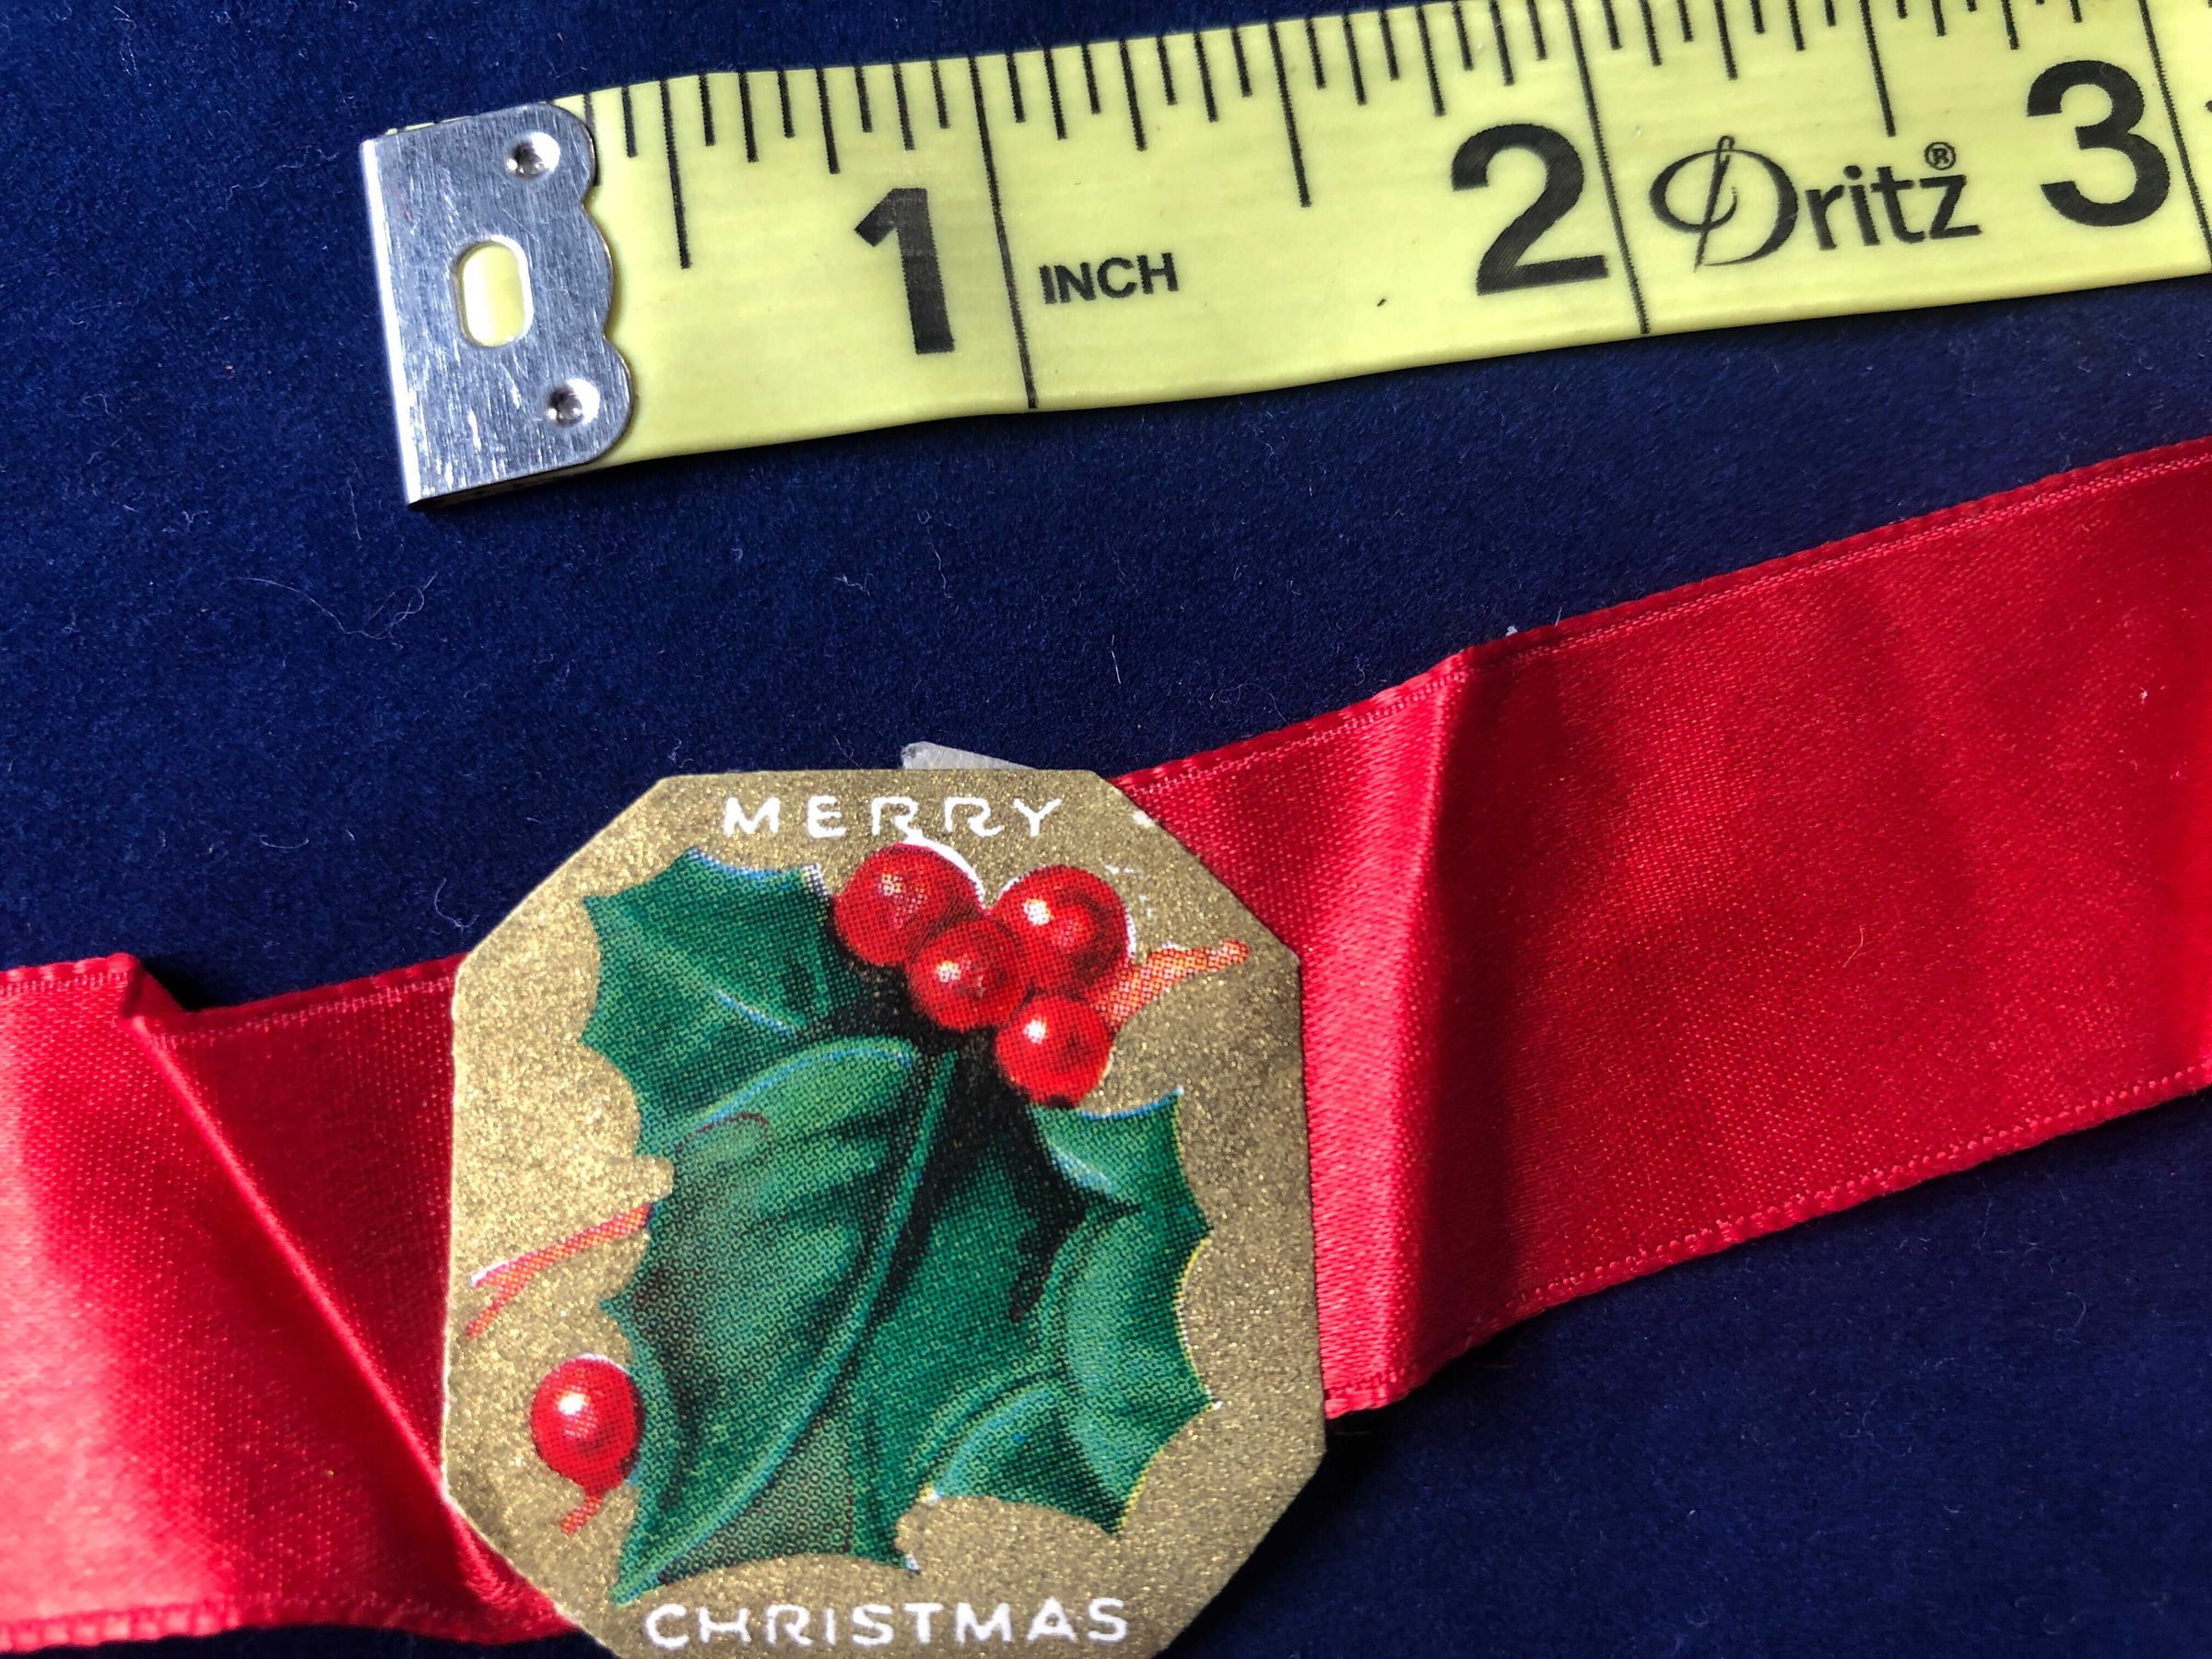 1 INCH 2 Dritz® 3
MERRY
CHRISTMAS